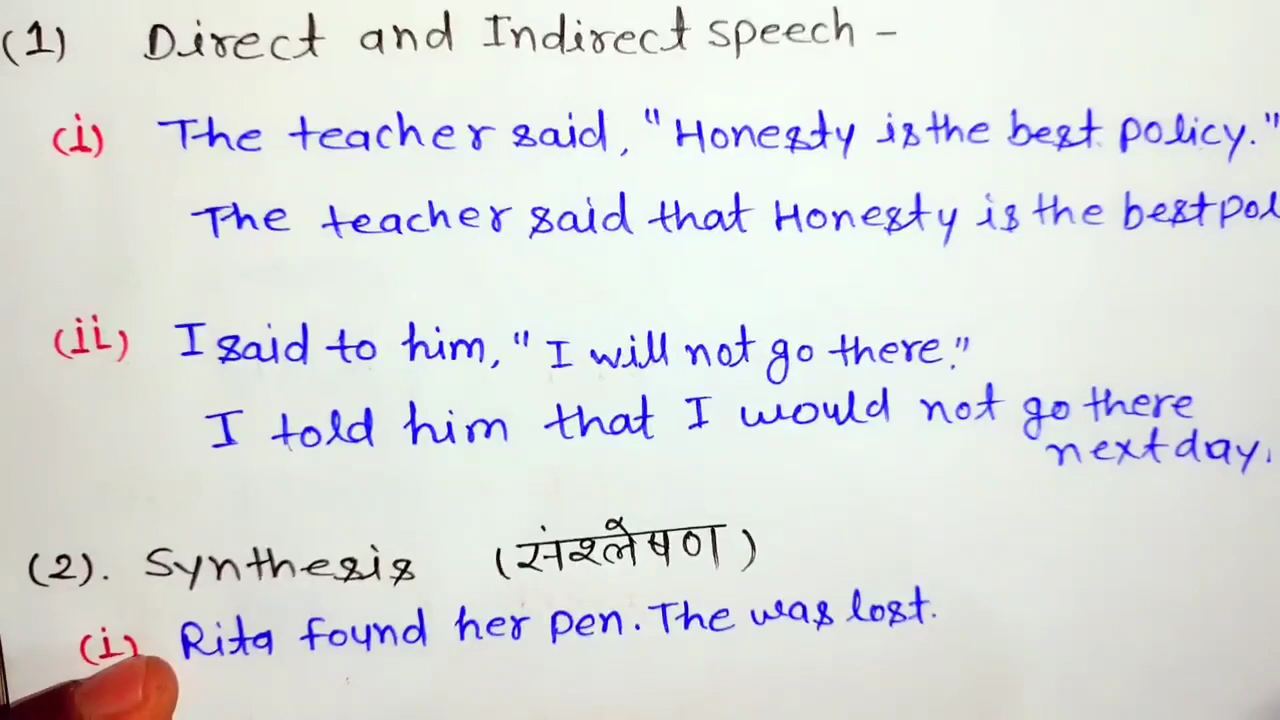 (1) Direct and Indirect speech -
(i) The teacher said, "Honesty is the best policy."
The teacher said that Honesty is the best pol
(ii) I said to him, "I will not go there."
I told him that I would not go there
next day.
(2). Synthesis (संश्लेषण)
(i) Rita found her pen. The was lost.